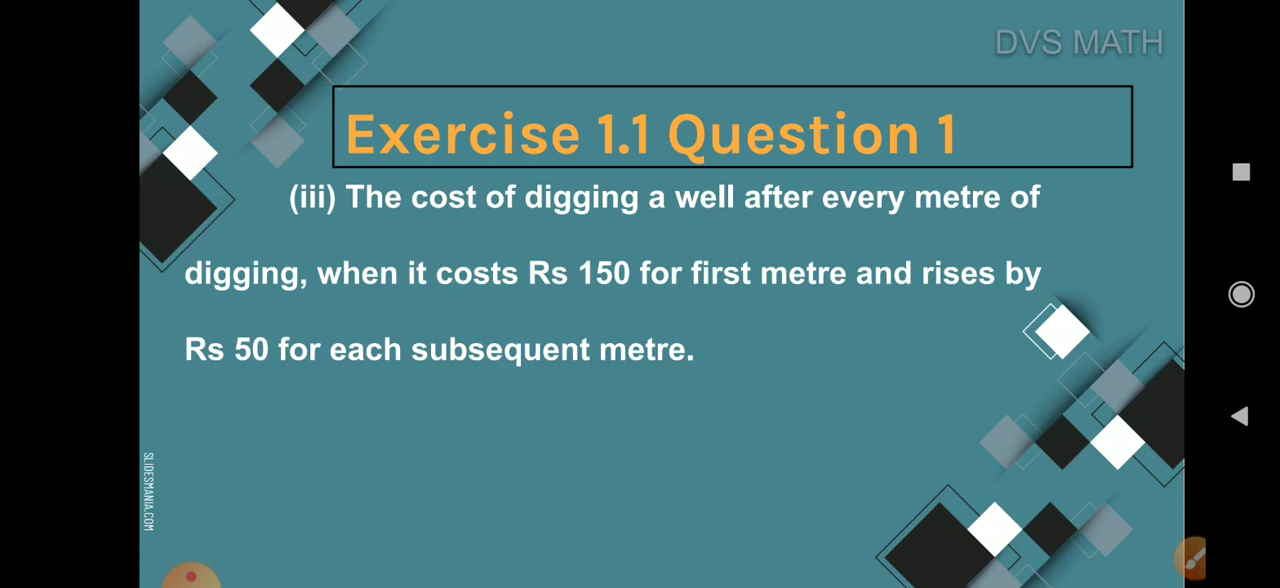 DVS MATH
Exercise 1.1 Question 1
(iii) The cost of digging a well after every metre of
digging, when it costs Rs 150 for first metre and rises by
Rs 50 for each subsequent metre.
SLIDESMANIA.COM